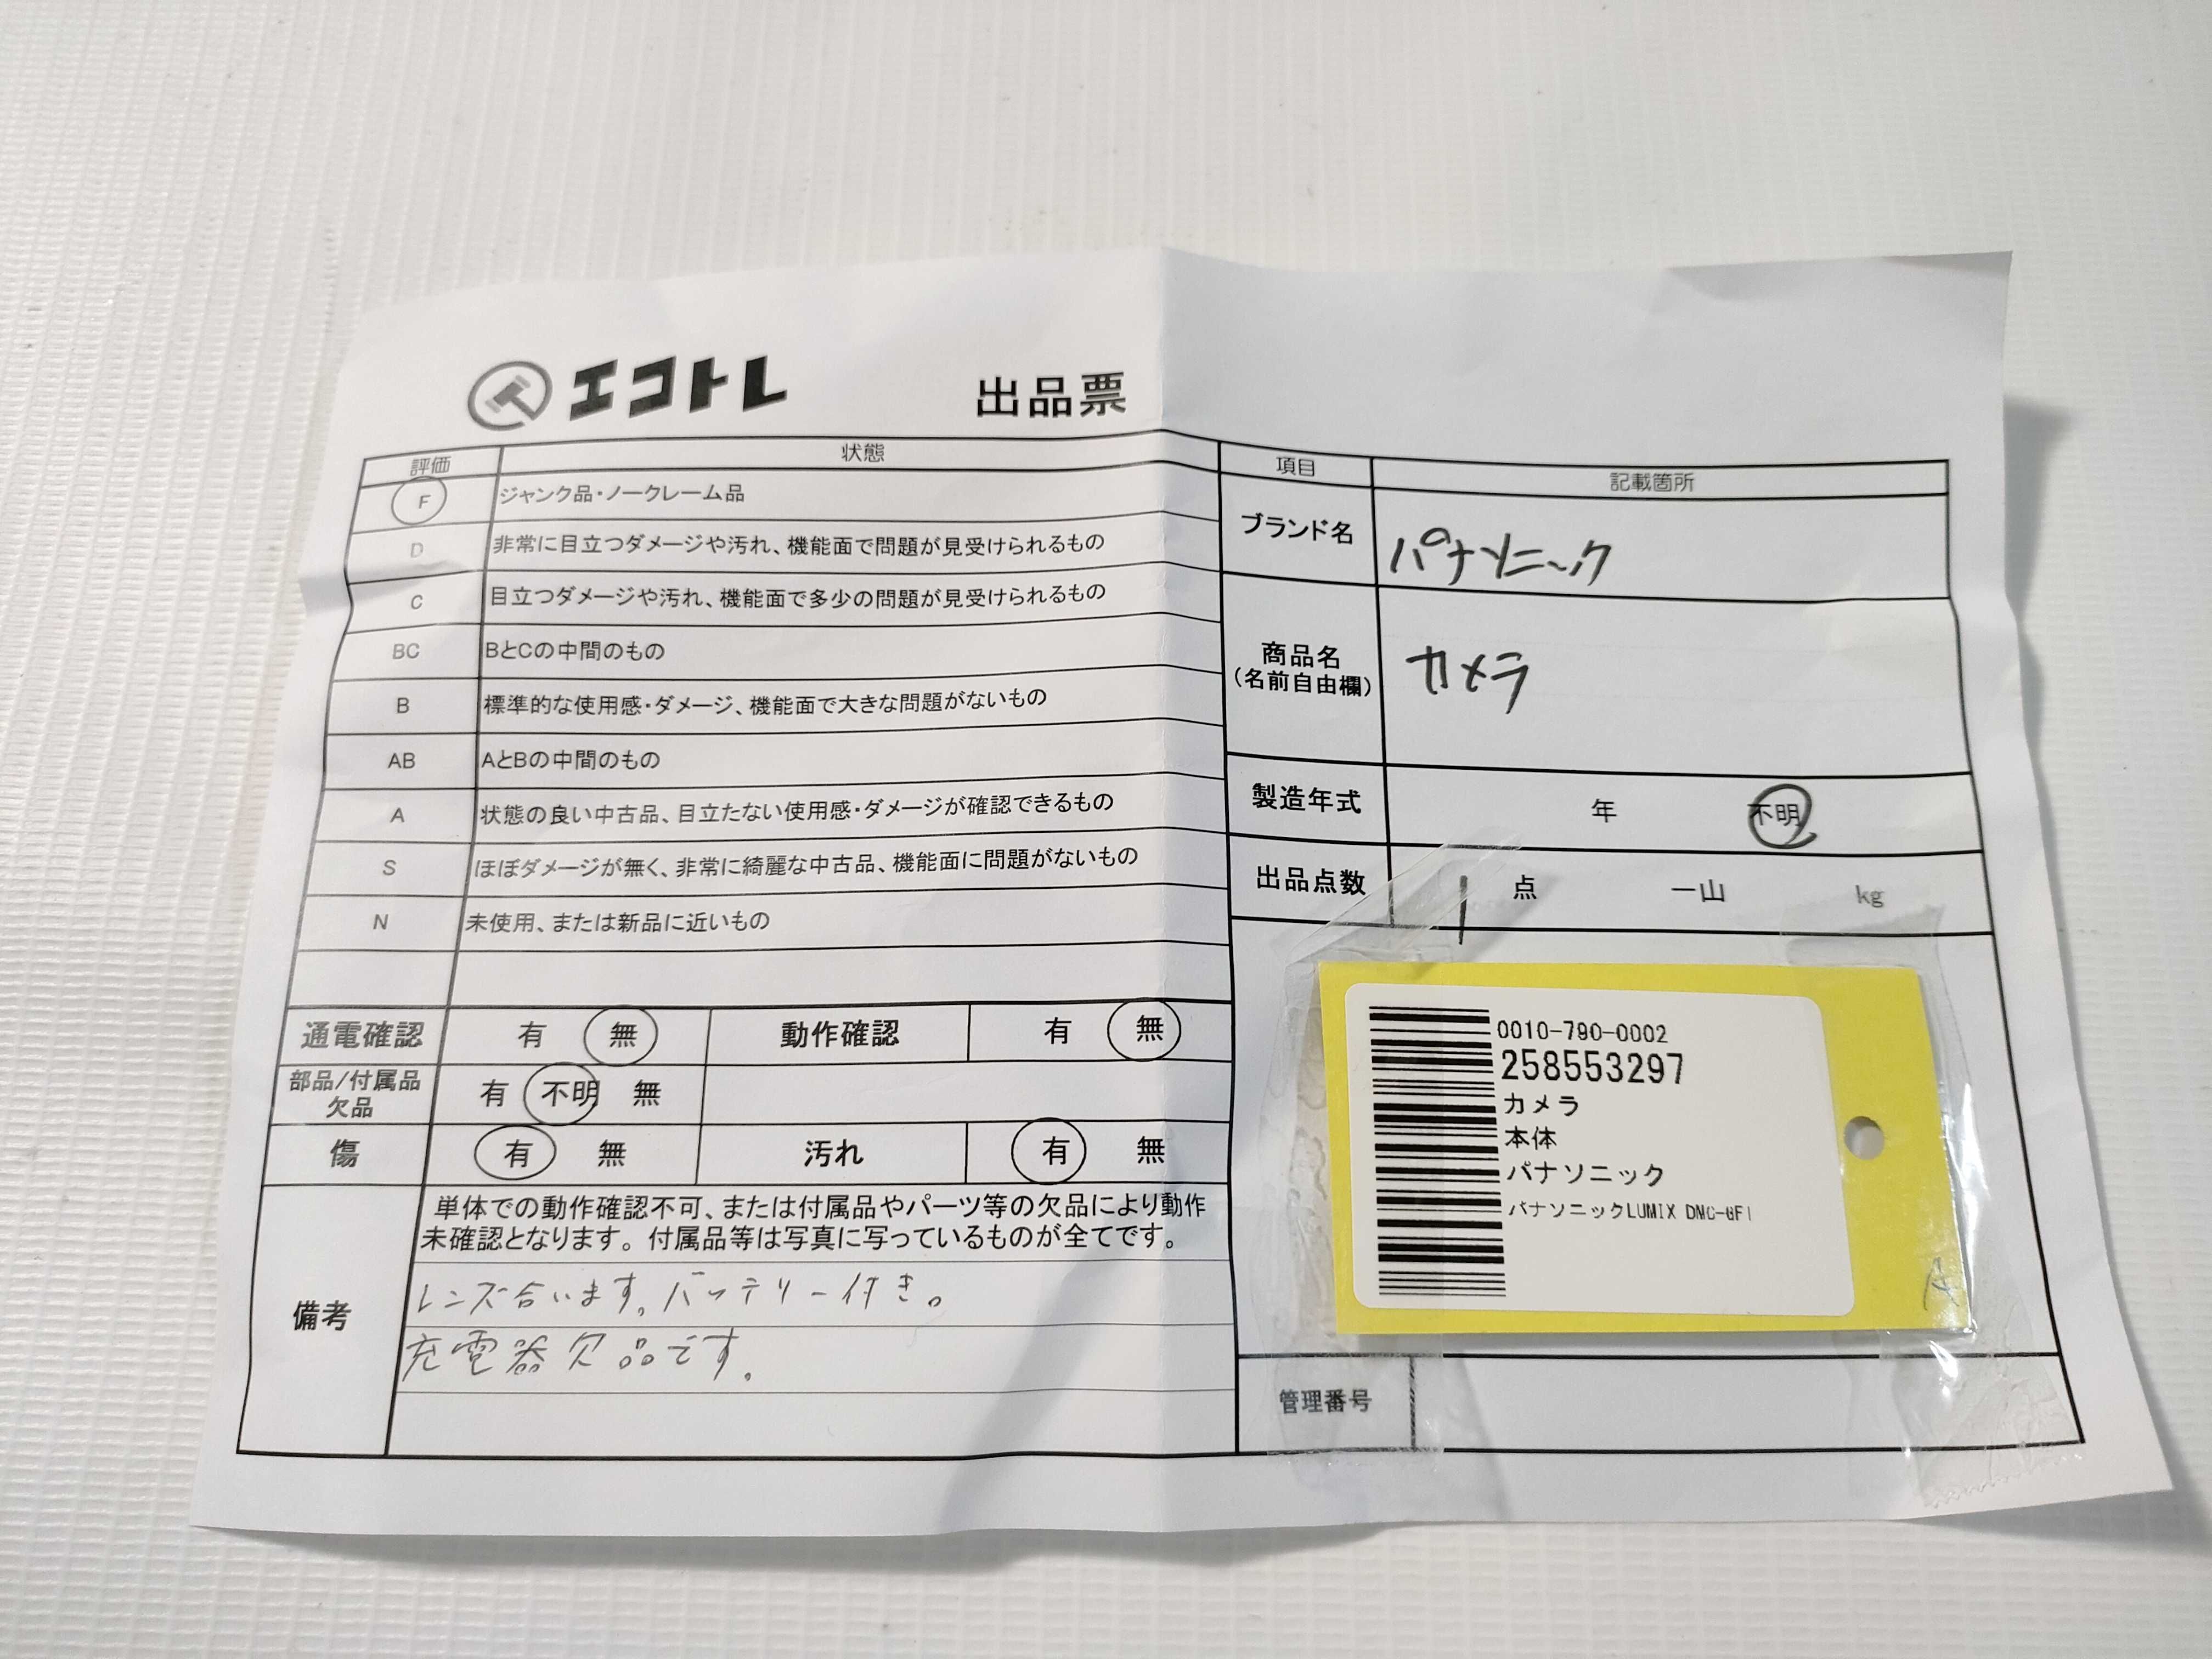 エコトレ 出品票
評価 状態
F ジャンク品・ノークレーム品
D 非常に目立つダメージや汚れ、機能面で問題が見受けられるもの
C 目立つダメージや汚れ、機能面で多少の問題が見受けられるもの
BC BとCの中間のもの
B 標準的な使用感・ダメージ、機能面で大きな問題がないもの
AB AとBの中間のもの
A 状態の良い中古品、目立たない使用感・ダメージが確認できるもの
S ほぼダメージが無く、非常に綺麗な中古品、機能面に問題がないもの
N 未使用、または新品に近いもの
通電確認 有 無 動作確認 有 無
部品/付属品
欠品 有 不明 無
傷 有 無 汚れ 有 無
備考
単体での動作確認不可、または付属品やパーツ等の欠品により動作
未確認となります。付属品等は写真に写っているものが全てです。
レンズ合います。バッテリー付き。
充電器欠品です。
項目 記載箇所
ブランド名 パナソニック
商品名
(名前自由欄) カメラ
製造年式 年 不明
出品点数 1 点 一山 kg
0010-790-0002
258553297
カメラ
本体
パナソニック
パナソニックLUMIX DMC-GF1
A
管理番号